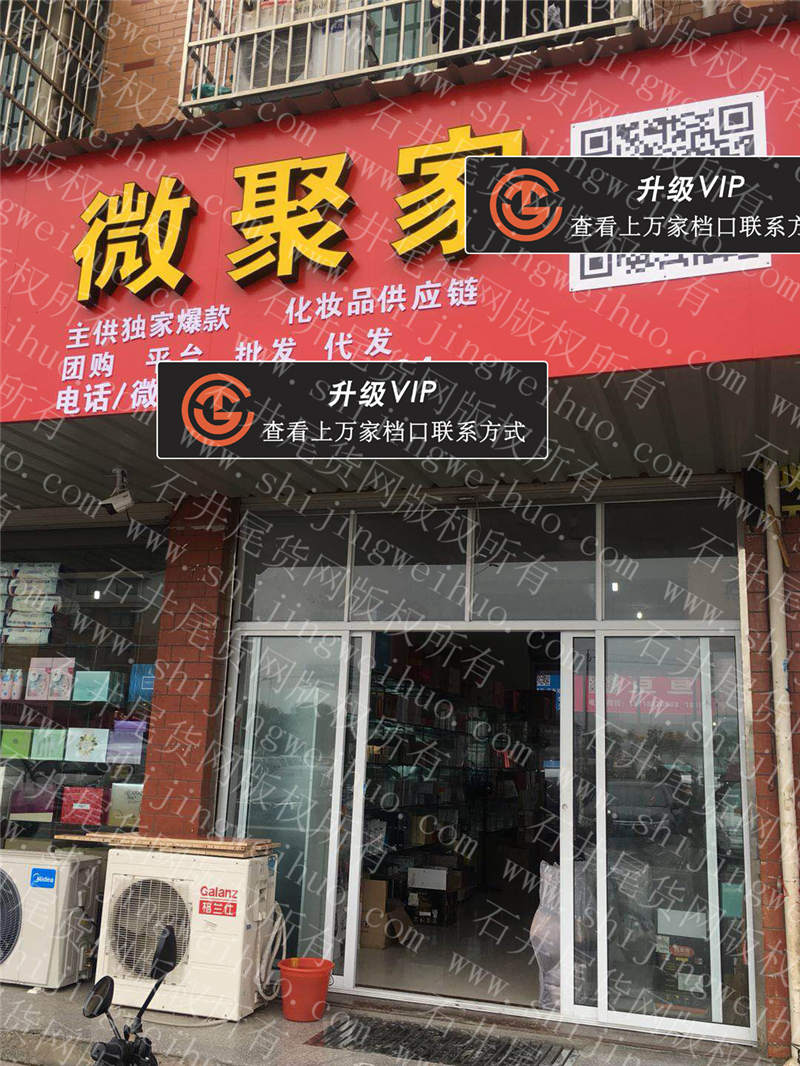 微聚家
主供独家爆款 化妆品供应链
团购 平台 批发 代发
电话/微
升级VIP
查看上万家档口联系方
升级VIP
查看上万家档口联系方式
Midea
Galanz
格兰仕
石井尾货网版权所有
www.shijingweihuo.com